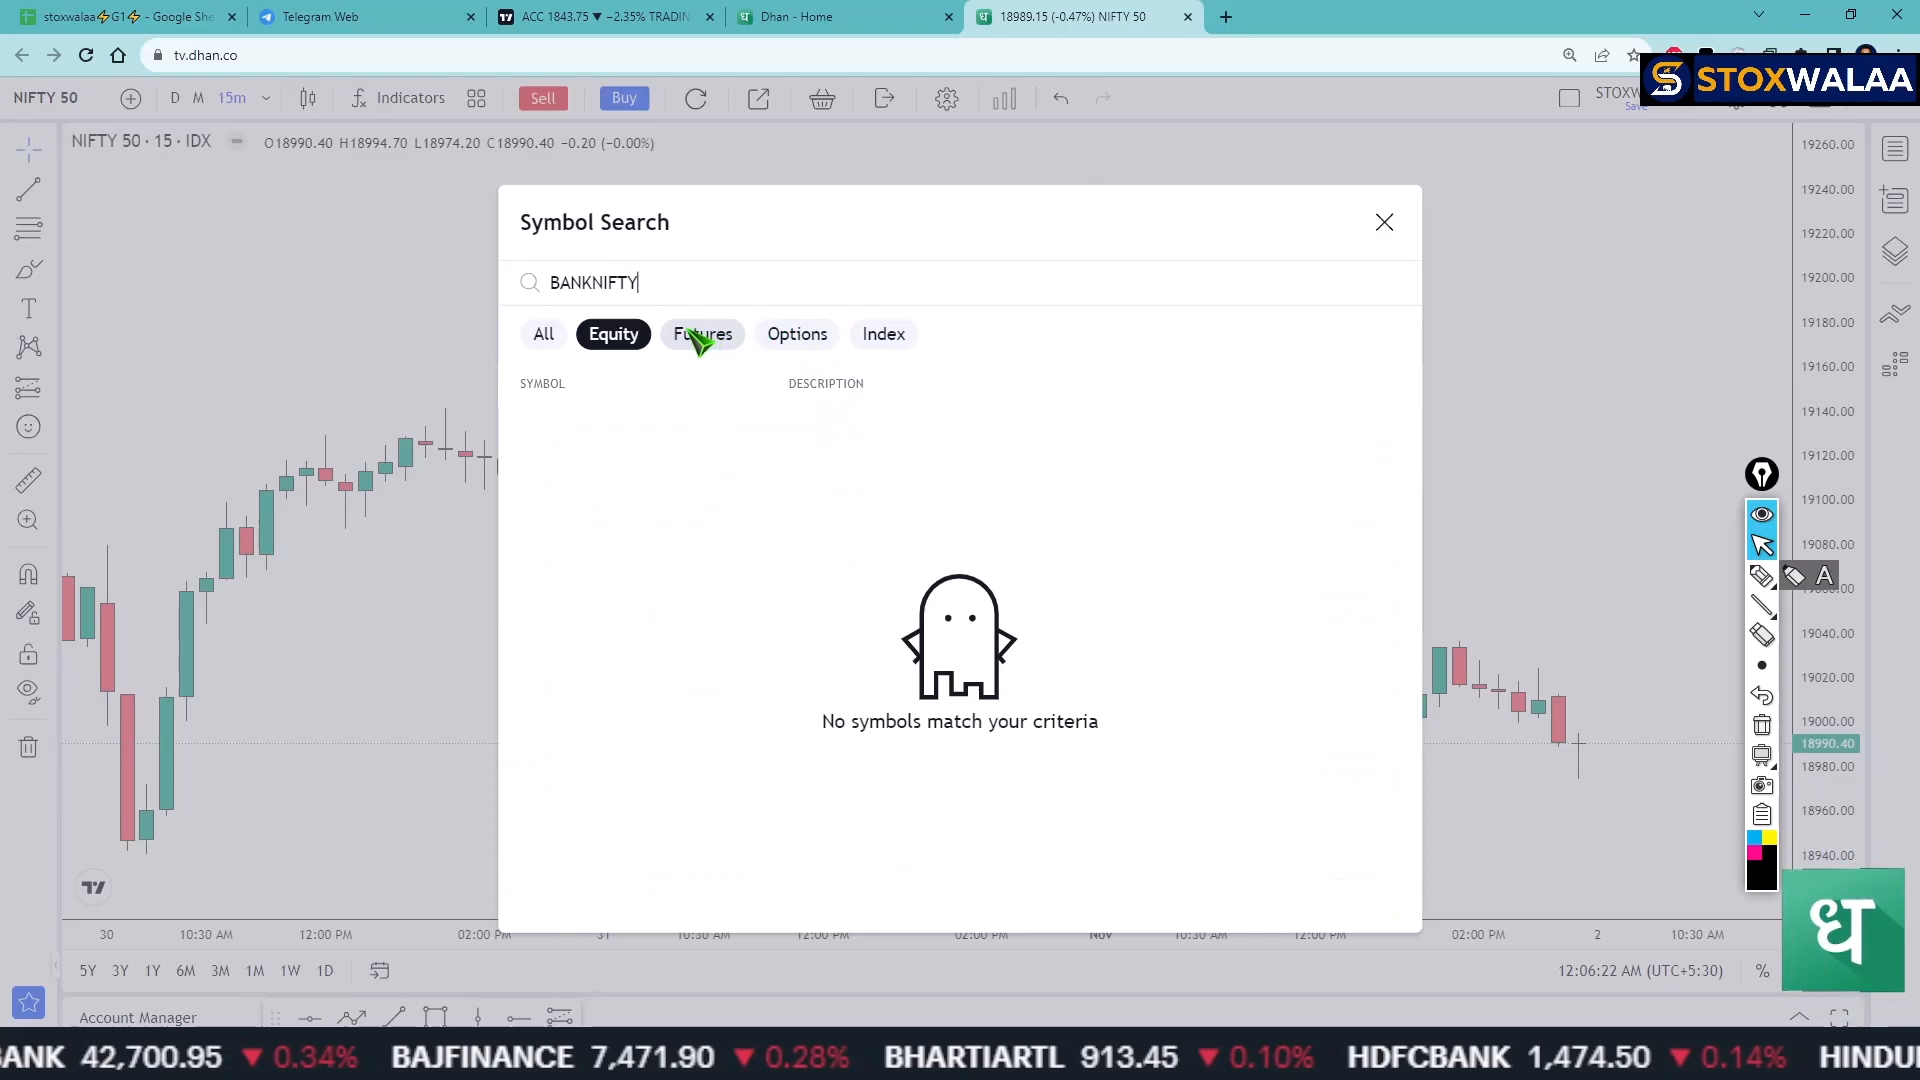 stoxwalaa⚡G1⚡ - Google She
Telegram Web
ACC 1843.75 ▼ −2.35% TRADIN
Dhan - Home
18989.15 (-0.47%) NIFTY 50
tv.dhan.co
STOXWALAA
NIFTY 50
D M 15m
Indicators
Sell
Buy
STOXW
Save
NIFTY 50 · 15 · IDX
O18990.40 H18994.70 L18974.20 C18990.40 −0.20 (−0.00%)
Symbol Search
BANKNIFTY
All Equity Futures Options Index
SYMBOL DESCRIPTION
No symbols match your criteria
19260.00
19240.00
19220.00
19200.00
19180.00
19160.00
19140.00
19120.00
19100.00
19080.00
19060.00
19040.00
19020.00
19000.00
18990.40
18980.00
18960.00
18940.00
A
ध
30 10:30 AM 12:00 PM 02:00 PM 31 10:30 AM 12:00 PM 02:00 PM Nov 10:30 AM 12:00 PM 02:00 PM 2 10:30 AM
5Y 3Y 1Y 6M 3M 1M 1W 1D
12:06:22 AM (UTC+5:30) %
Account Manager
BANK 42,700.95 ▼ 0.34% BAJFINANCE 7,471.90 ▼ 0.28% BHARTIARTL 913.45 ▼ 0.10% HDFCBANK 1,474.50 ▼ 0.14% HINDU